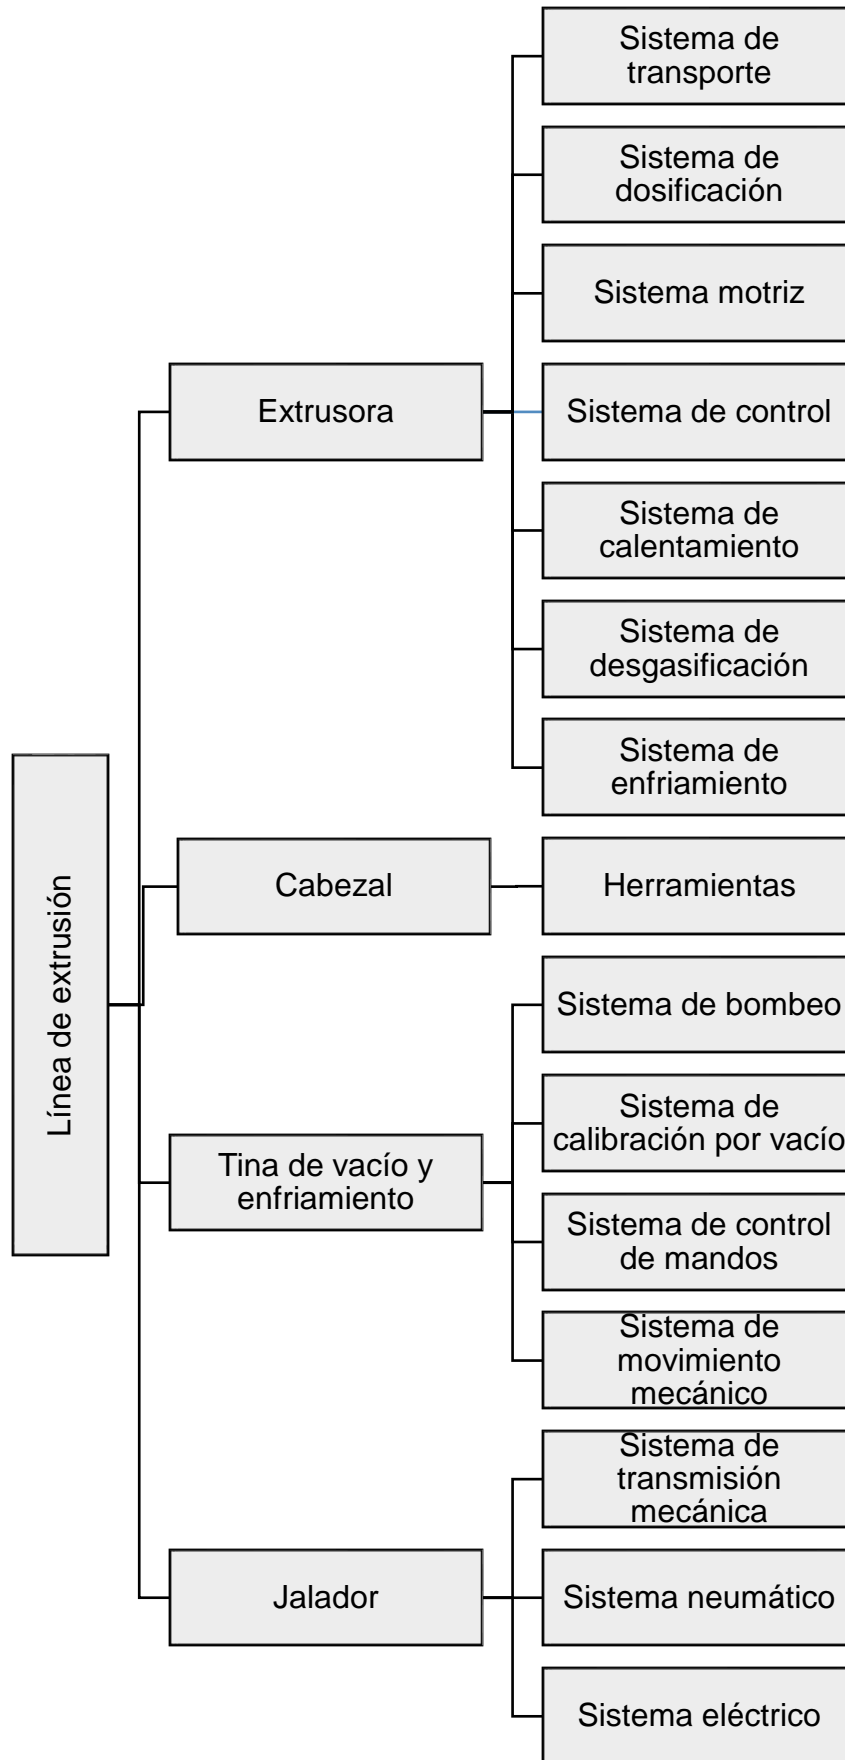 Sistema de
transporte
Sistema de
dosificación
Sistema motriz
Extrusora
Sistema de control
Sistema de
calentamiento
Sistema de
desgasificación
Sistema de
enfriamiento
Línea de extrusión
Cabezal
Herramientas
Sistema de bombeo
Sistema de
calibración por vacío
Tina de vacío y
enfriamiento
Sistema de control
de mandos
Sistema de
movimiento
mecánico
Sistema de
transmisión
mecánica
Jalador
Sistema neumático
Sistema eléctrico